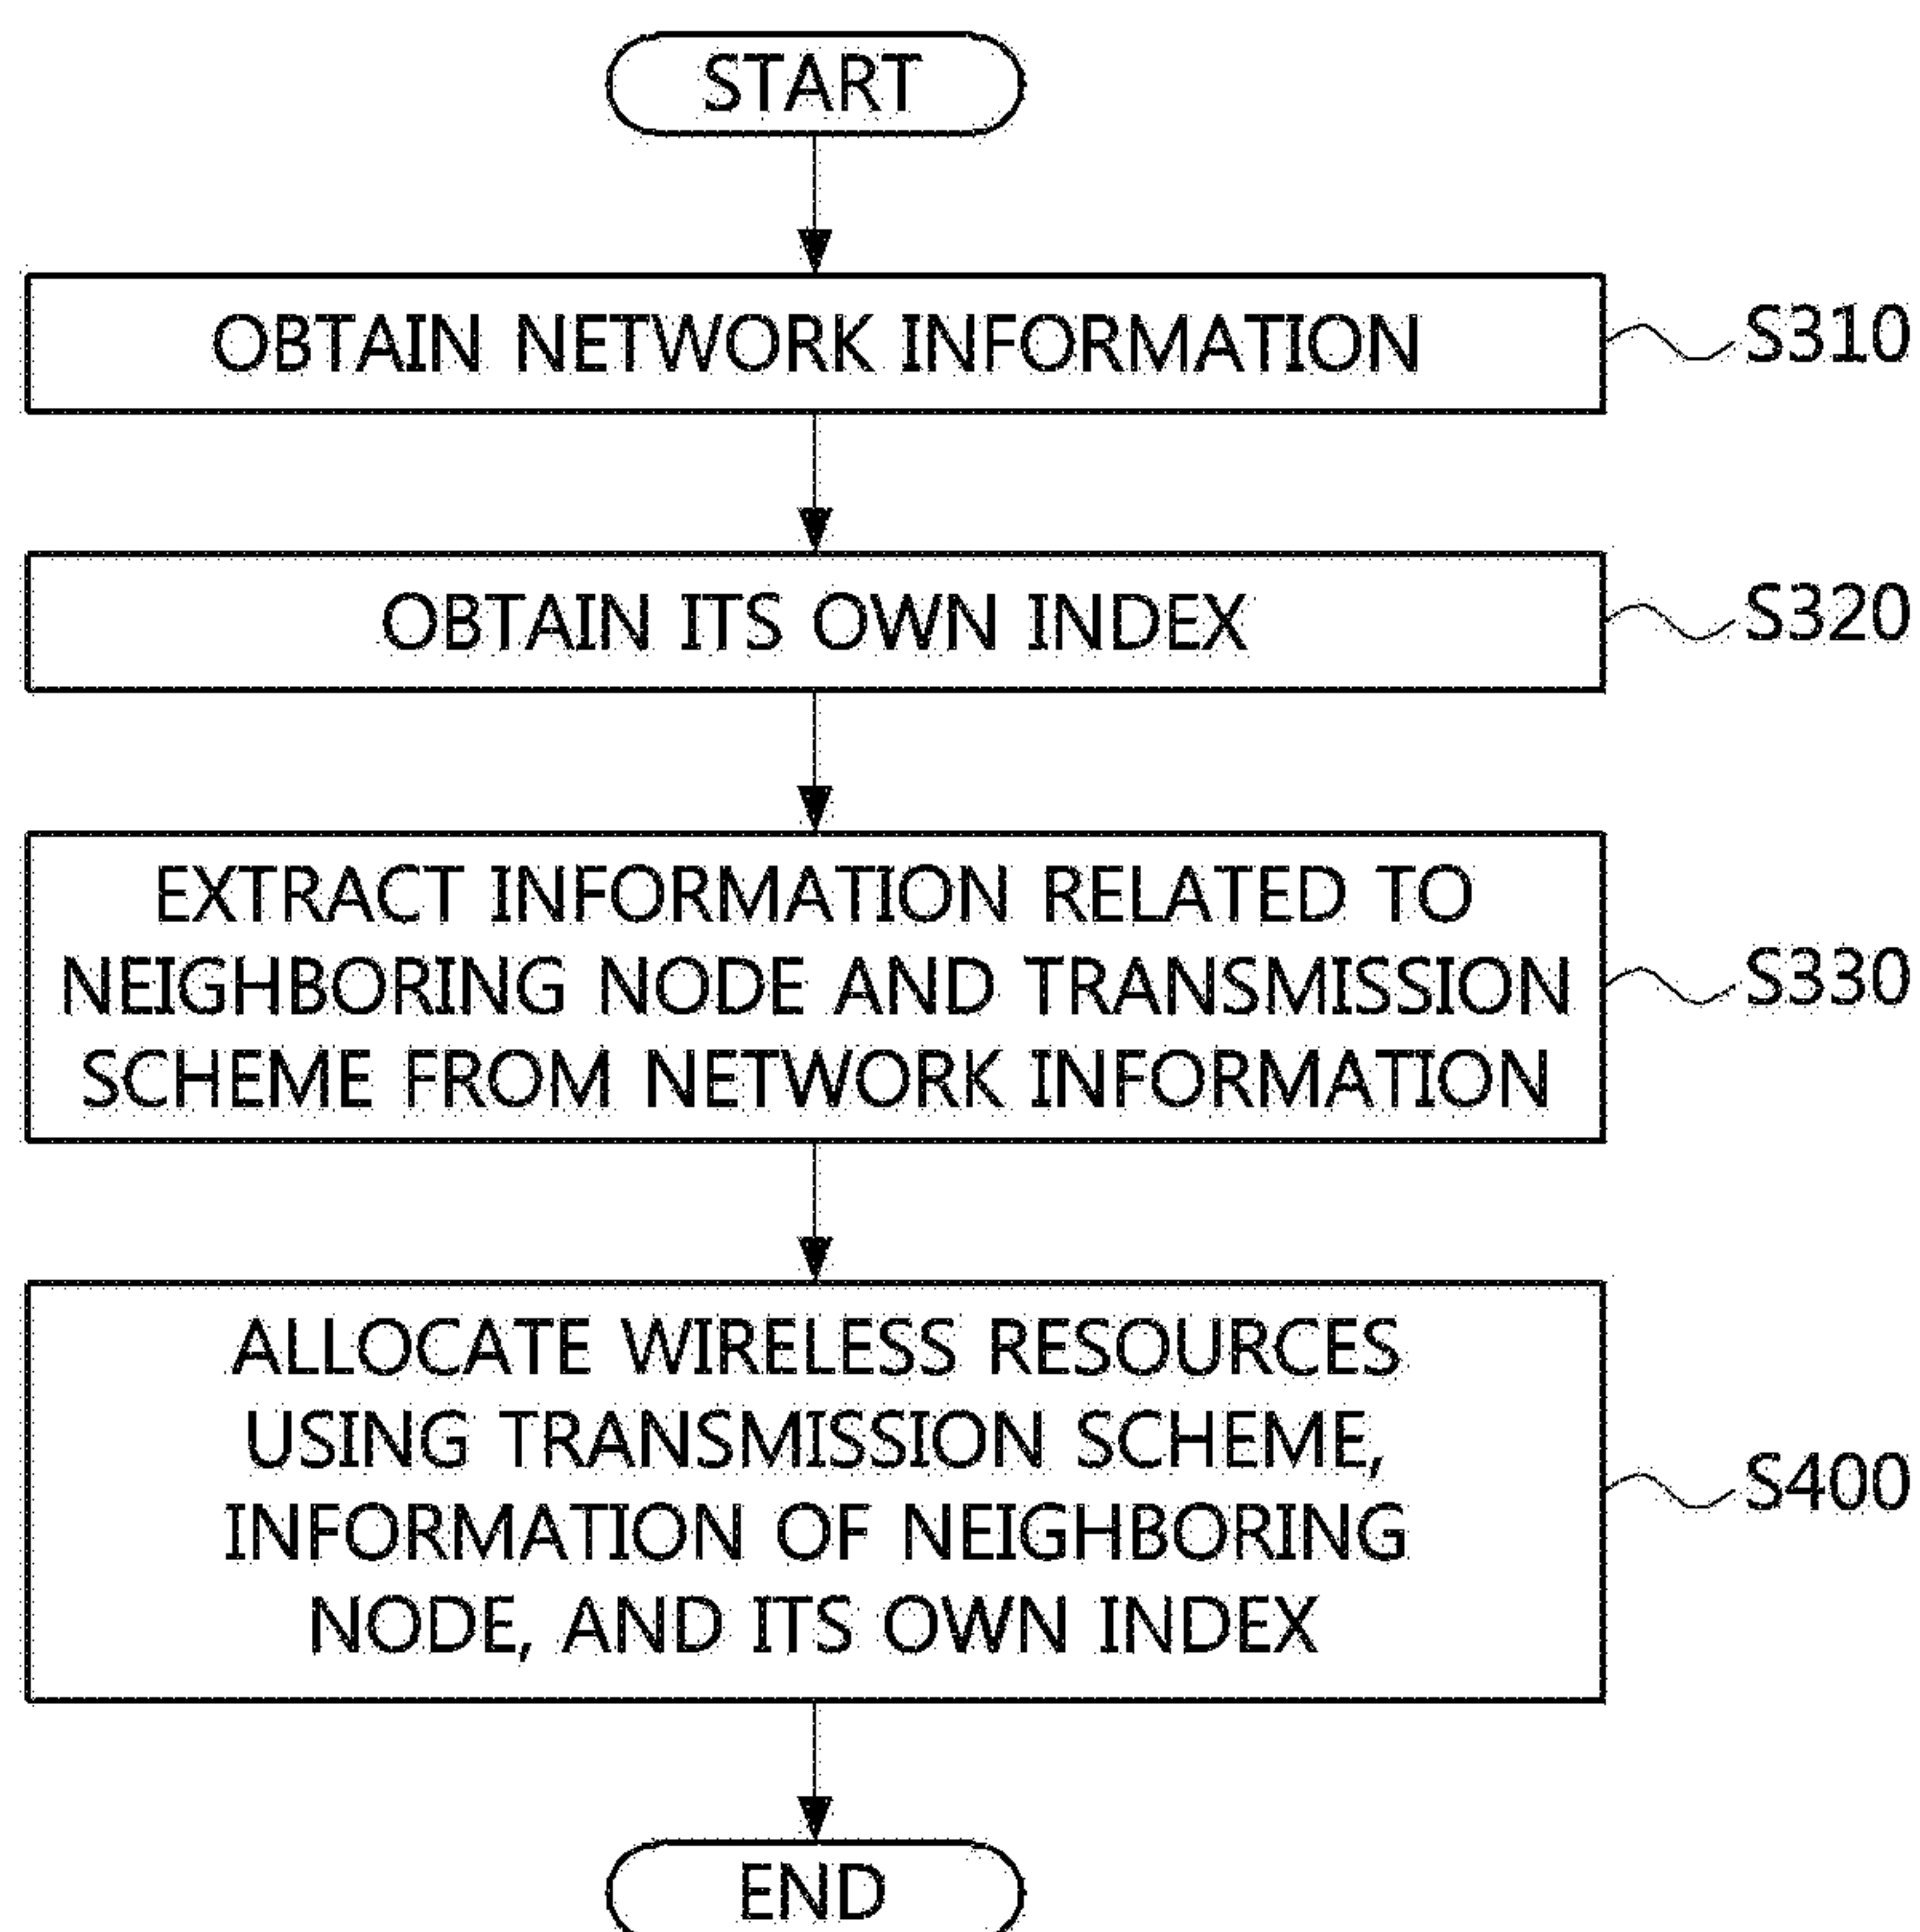 START
OBTAIN NETWORK INFORMATION
S310
OBTAIN ITS OWN INDEX
S320
EXTRACT INFORMATION RELATED TO
NEIGHBORING NODE AND TRANSMISSION
SCHEME FROM NETWORK INFORMATION
S330
ALLOCATE WIRELESS RESOURCES
USING TRANSMISSION SCHEME,
INFORMATION OF NEIGHBORING
NODE, AND ITS OWN INDEX
S400
END